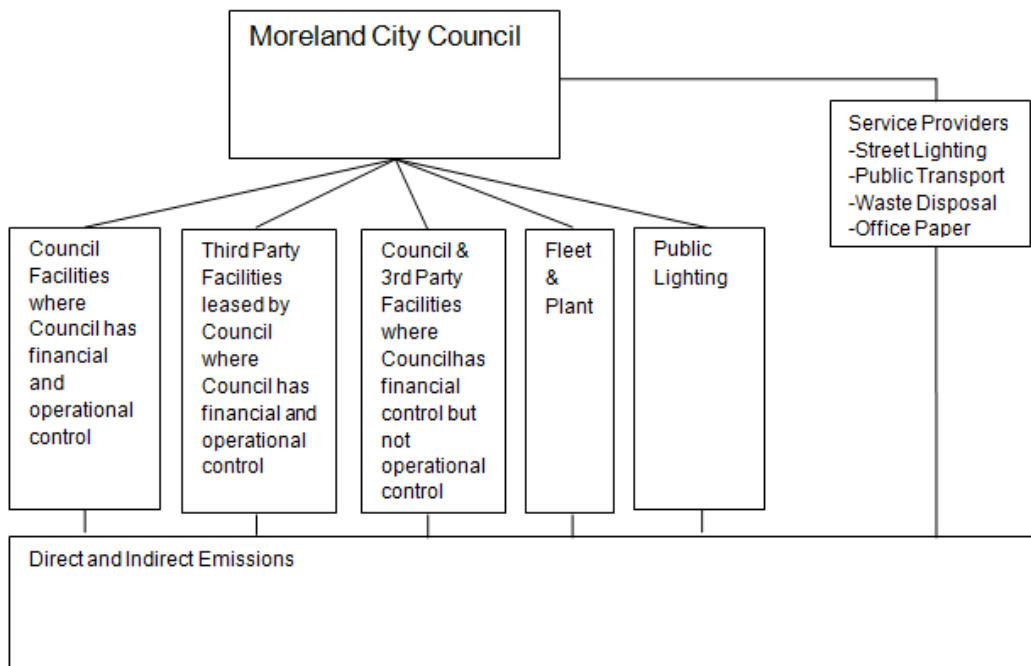 Moreland City Council
Service Providers
-Street Lighting
-Public Transport
-Waste Disposal
-Office Paper
Council
Facilities
where
Council has
financial
and
operational
control
Third Party
Facilities
leased by
Council
where
Council has
financial and
operational
control
Council &
3rd Party
Facilities
where
Councilhas
financial
control but
not
operational
control
Fleet
&
Plant
Public
Lighting
Direct and Indirect Emissions